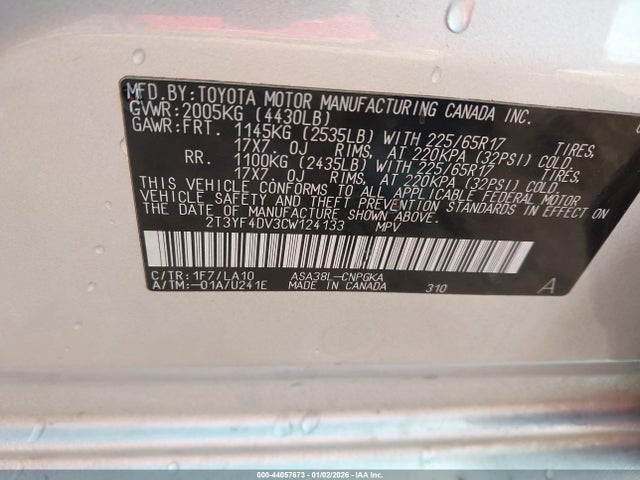 MFD. BY: TOYOTA MOTOR MANUFACTURING CANADA INC.
GVWR: 2005KG (4430LB)
GAWR: FRT. 1145KG (2535LB) WITH 225/65R17 TIRES,
17X7. 0J RIMS, AT 220KPA (32PSI) COLD.
RR. 1100KG (2435LB) WITH 225/65R17 TIRES,
17X7. 0J RIMS, AT 220KPA (32PSI) COLD.
THIS VEHICLE CONFORMS TO ALL APPLICABLE FEDERAL MOTOR
VEHICLE SAFETY AND THEFT PREVENTION STANDARDS IN EFFECT ON
THE DATE OF MANUFACTURE SHOWN ABOVE.
2T3YF4DV3CW124133 MPV
C/TR: 1F7/LA10 ASA38L-CNPGKA
A/TM: -01A/U241E MADE IN CANADA 310 A
000-44057673 - 01/02/2026 - IAA